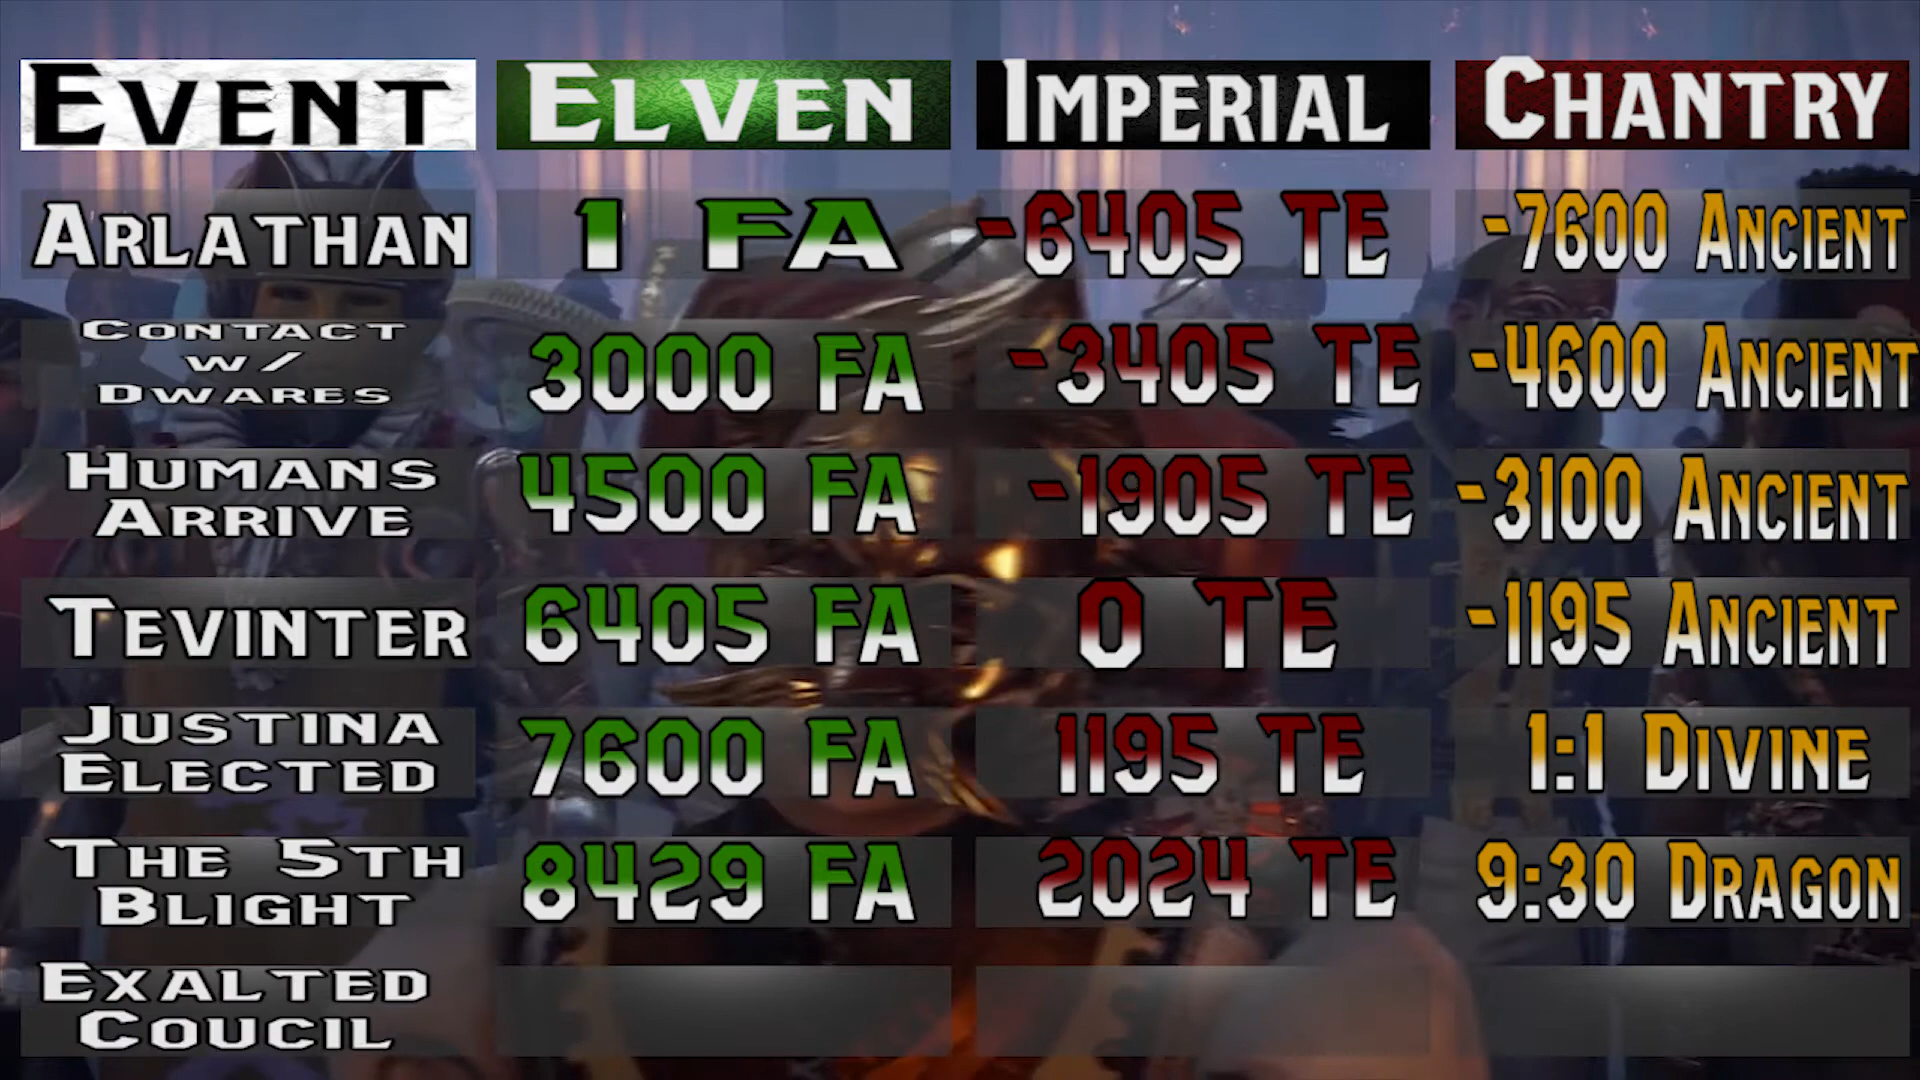 Event Elven Imperial Chantry
Arlathan 1 FA -6405 TE -7600 Ancient
Contact
w/
Dwares
3000 FA -3405 TE -4600 Ancient
Humans
Arrive
4500 FA -1905 TE -3100 Ancient
Tevinter 6405 FA 0 TE -1195 Ancient
Justina
Elected
7600 FA 1195 TE 1:1 Divine
The 5th
Blight
8429 FA 2024 TE 9:30 Dragon
Exalted
Coucil